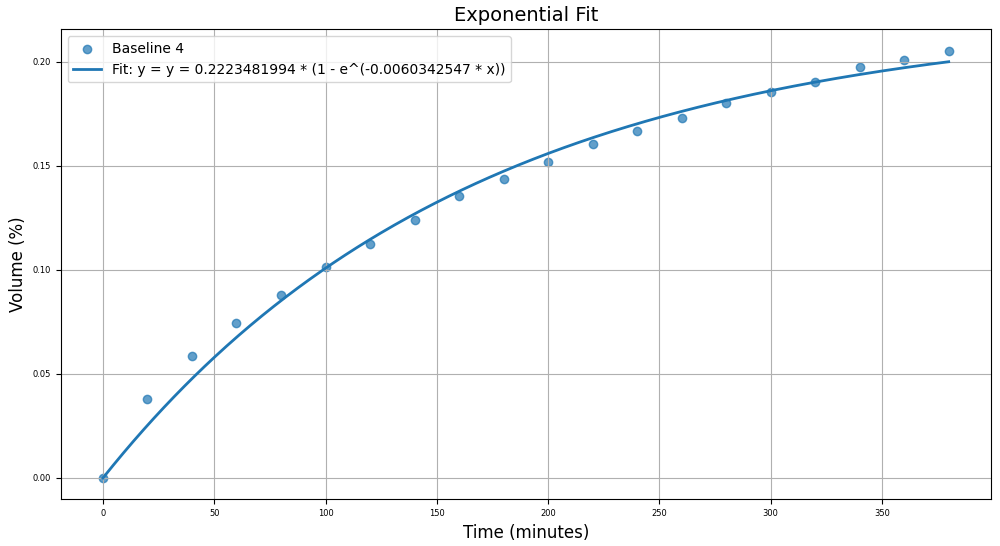 Exponential Fit
Baseline 4
Fit: y = y = 0.2223481994 * (1 - e^(-0.0060342547 * x))
Volume (%)
0.20
0.15
0.10
0.05
0.00
0 50 100 150 200 250 300 350
Time (minutes)